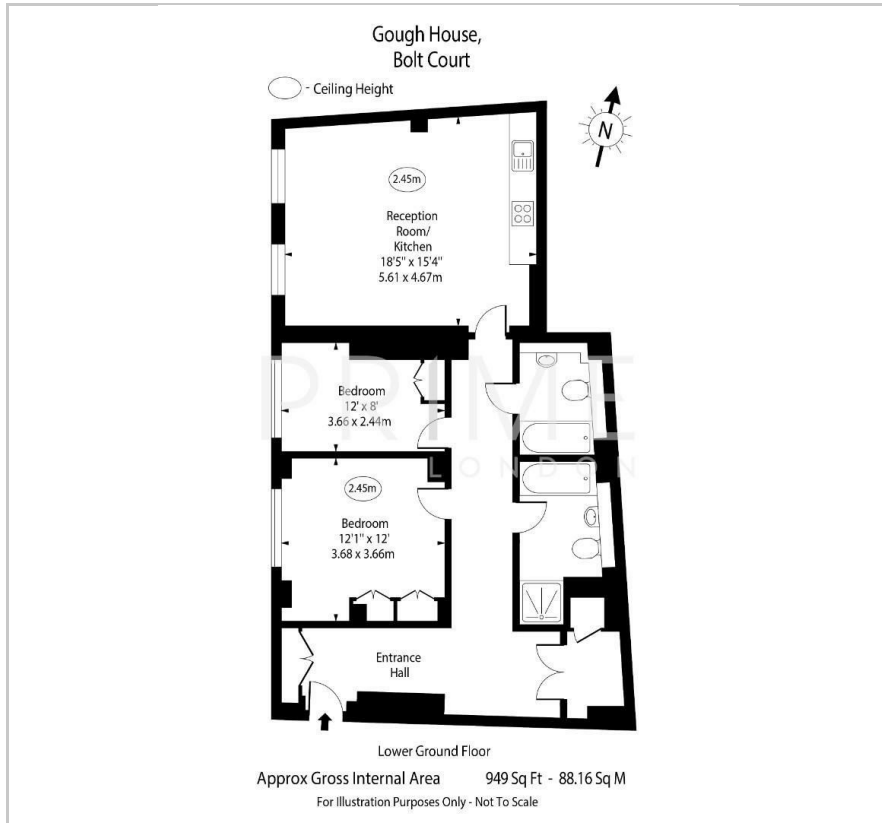 Gough House,
Bolt Court
- Ceiling Height
N
2.45m
Reception
Room/
Kitchen
18'5" x 15'4"
5.61 x 4.67m
PRIME
LONDON
Bedroom
12' x 8'
3.66 x 2.44m
2.45m
Bedroom
12'1" x 12'
3.68 x 3.66m
Entrance
Hall
Lower Ground Floor
Approx Gross Internal Area 949 Sq Ft - 88.16 Sq M
For Illustration Purposes Only - Not To Scale